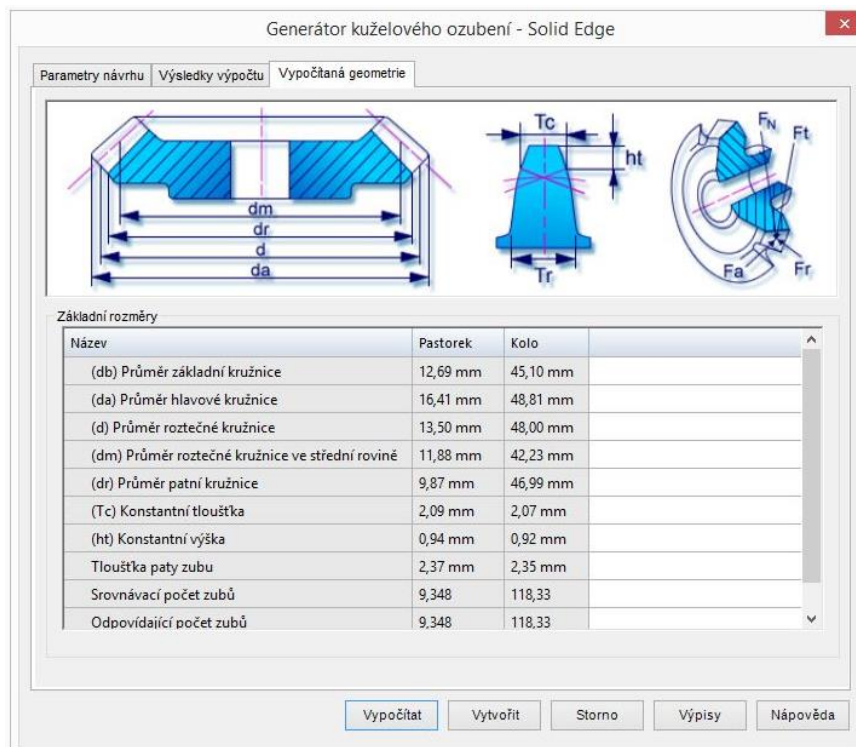 Generátor kuželového ozubení - Solid Edge
Parametry návrhu Výsledky výpočtu Vypočítaná geometrie
dm
dr
d
da
Tc
ht
Tr
FN
Ft
Fa
Fr
Základní rozměry
Název Pastorek Kolo
(db) Průměr základní kružnice 12,69 mm 45,10 mm
(da) Průměr hlavové kružnice 16,41 mm 48,81 mm
(d) Průměr roztečné kružnice 13,50 mm 48,00 mm
(dm) Průměr roztečné kružnice ve střední rovině 11,88 mm 42,23 mm
(dr) Průměr patní kružnice 9,87 mm 46,99 mm
(Tc) Konstantní tloušťka 2,09 mm 2,07 mm
(ht) Konstantní výška 0,94 mm 0,92 mm
Tloušťka paty zubu 2,37 mm 2,35 mm
Srovnávací počet zubů 9,348 118,33
Odpovídající počet zubů 9,348 118,33
Vypočítat Vytvořit Storno Výpisy Nápověda